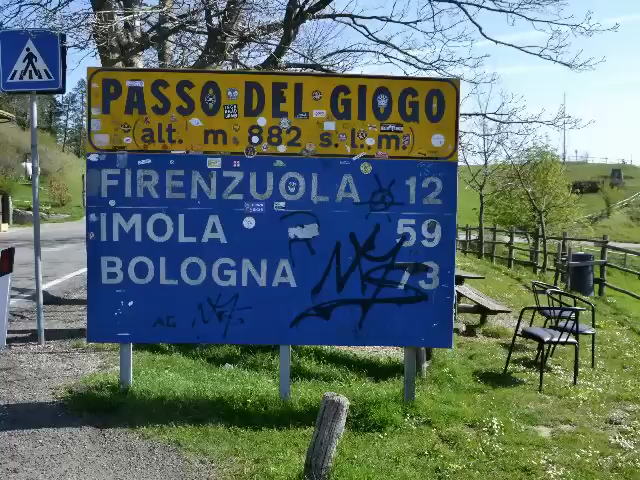 PASSO DEL GIOGO
(alt. m. 882 s.l.m.)
FIRENZUOLA 12
IMOLA 59
BOLOGNA 73